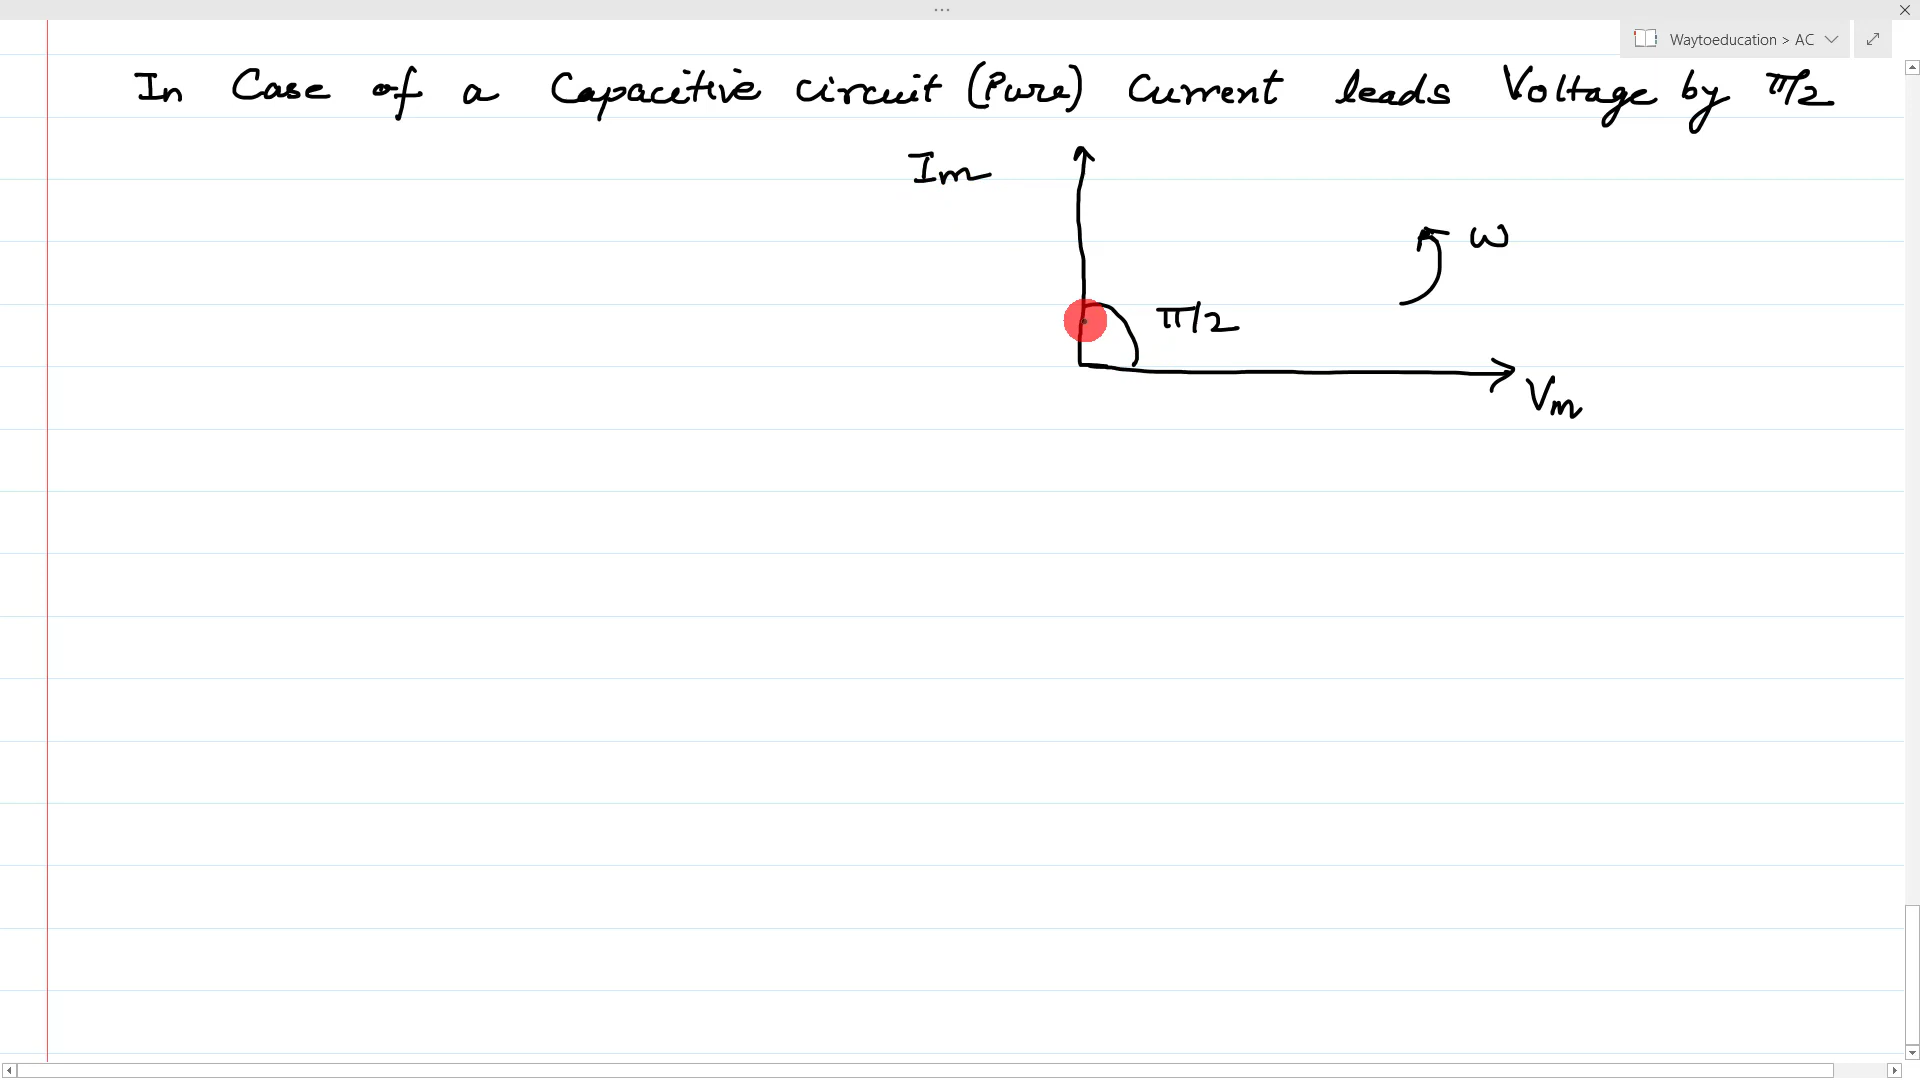 Waytoeducation > AC
In Case of a Capacitive circuit (Pure) Current leads Voltage by π/2
Im
ω
π/2
Vm